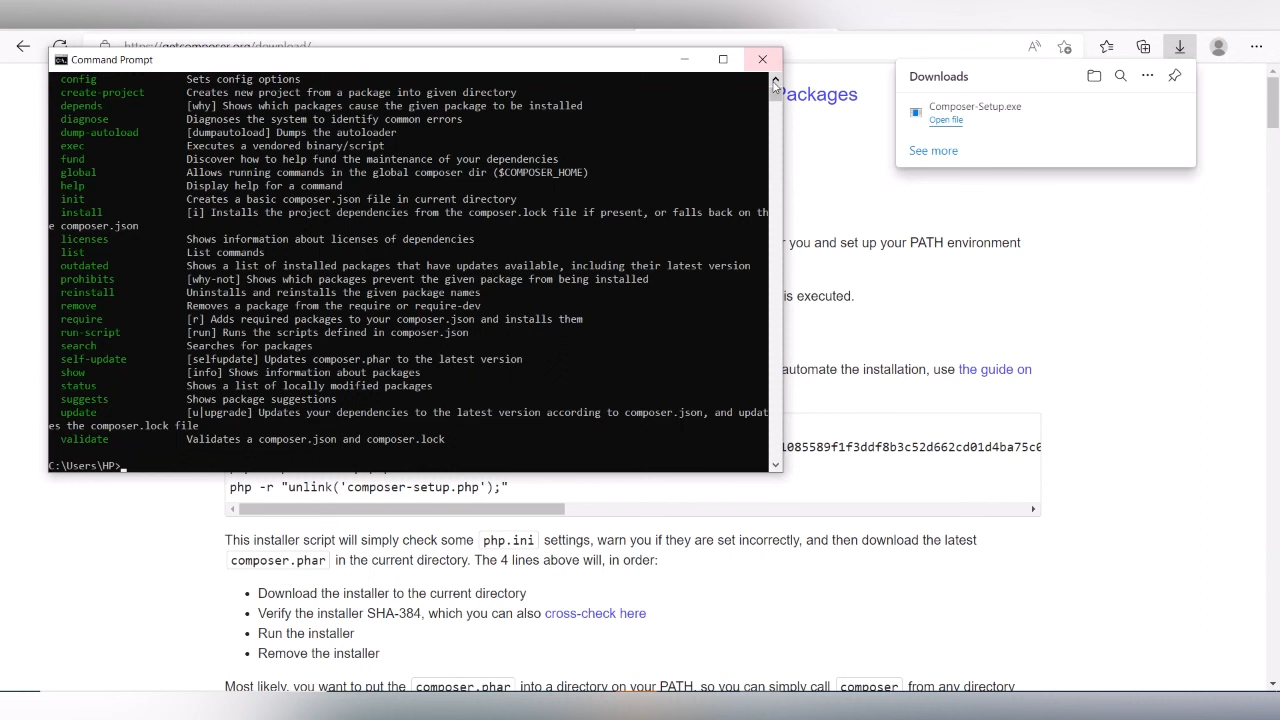 https://getcomposer.org/download/
Command Prompt
config Sets config options
create-project Creates new project from a package into given directory
depends [why] Shows which packages cause the given package to be installed
diagnose Diagnoses the system to identify common errors
dump-autoload [dumpautoload] Dumps the autoloader
exec Executes a vendored binary/script
fund Discover how to help fund the maintenance of your dependencies
global Allows running commands in the global composer dir ($COMPOSER_HOME)
help Display help for a command
init Creates a basic composer.json file in current directory
install [i] Installs the project dependencies from the composer.lock file if present, or falls back on th
e composer.json
licenses Shows information about licenses of dependencies
list List commands
outdated Shows a list of installed packages that have updates available, including their latest version
prohibits [why-not] Shows which packages prevent the given package from being installed
reinstall Uninstalls and reinstalls the given package names
remove Removes a package from the require or require-dev
require [r] Adds required packages to your composer.json and installs them
run-script [run] Runs the scripts defined in composer.json
search Searches for packages
self-update [selfupdate] Updates composer.phar to the latest version
show [info] Shows information about packages
status Shows a list of locally modified packages
suggests Shows package suggestions
update [u|upgrade] Updates your dependencies to the latest version according to composer.json, and updat
es the composer.lock file
validate Validates a composer.json and composer.lock
C:\Users\HP>
Downloads
Composer-Setup.exe
Open file
See more
Packages
you and set up your PATH environment
is executed.
automate the installation, use the guide on
php -r "unlink('composer-setup.php');"
This installer script will simply check some php.ini settings, warn you if they are set incorrectly, and then download the latest
composer.phar in the current directory. The 4 lines above will, in order:
• Download the installer to the current directory
• Verify the installer SHA-384, which you can also cross-check here
• Run the installer
• Remove the installer
Most likely, you want to put the composer.phar into a directory on your PATH, so you can simply call composer from any directory